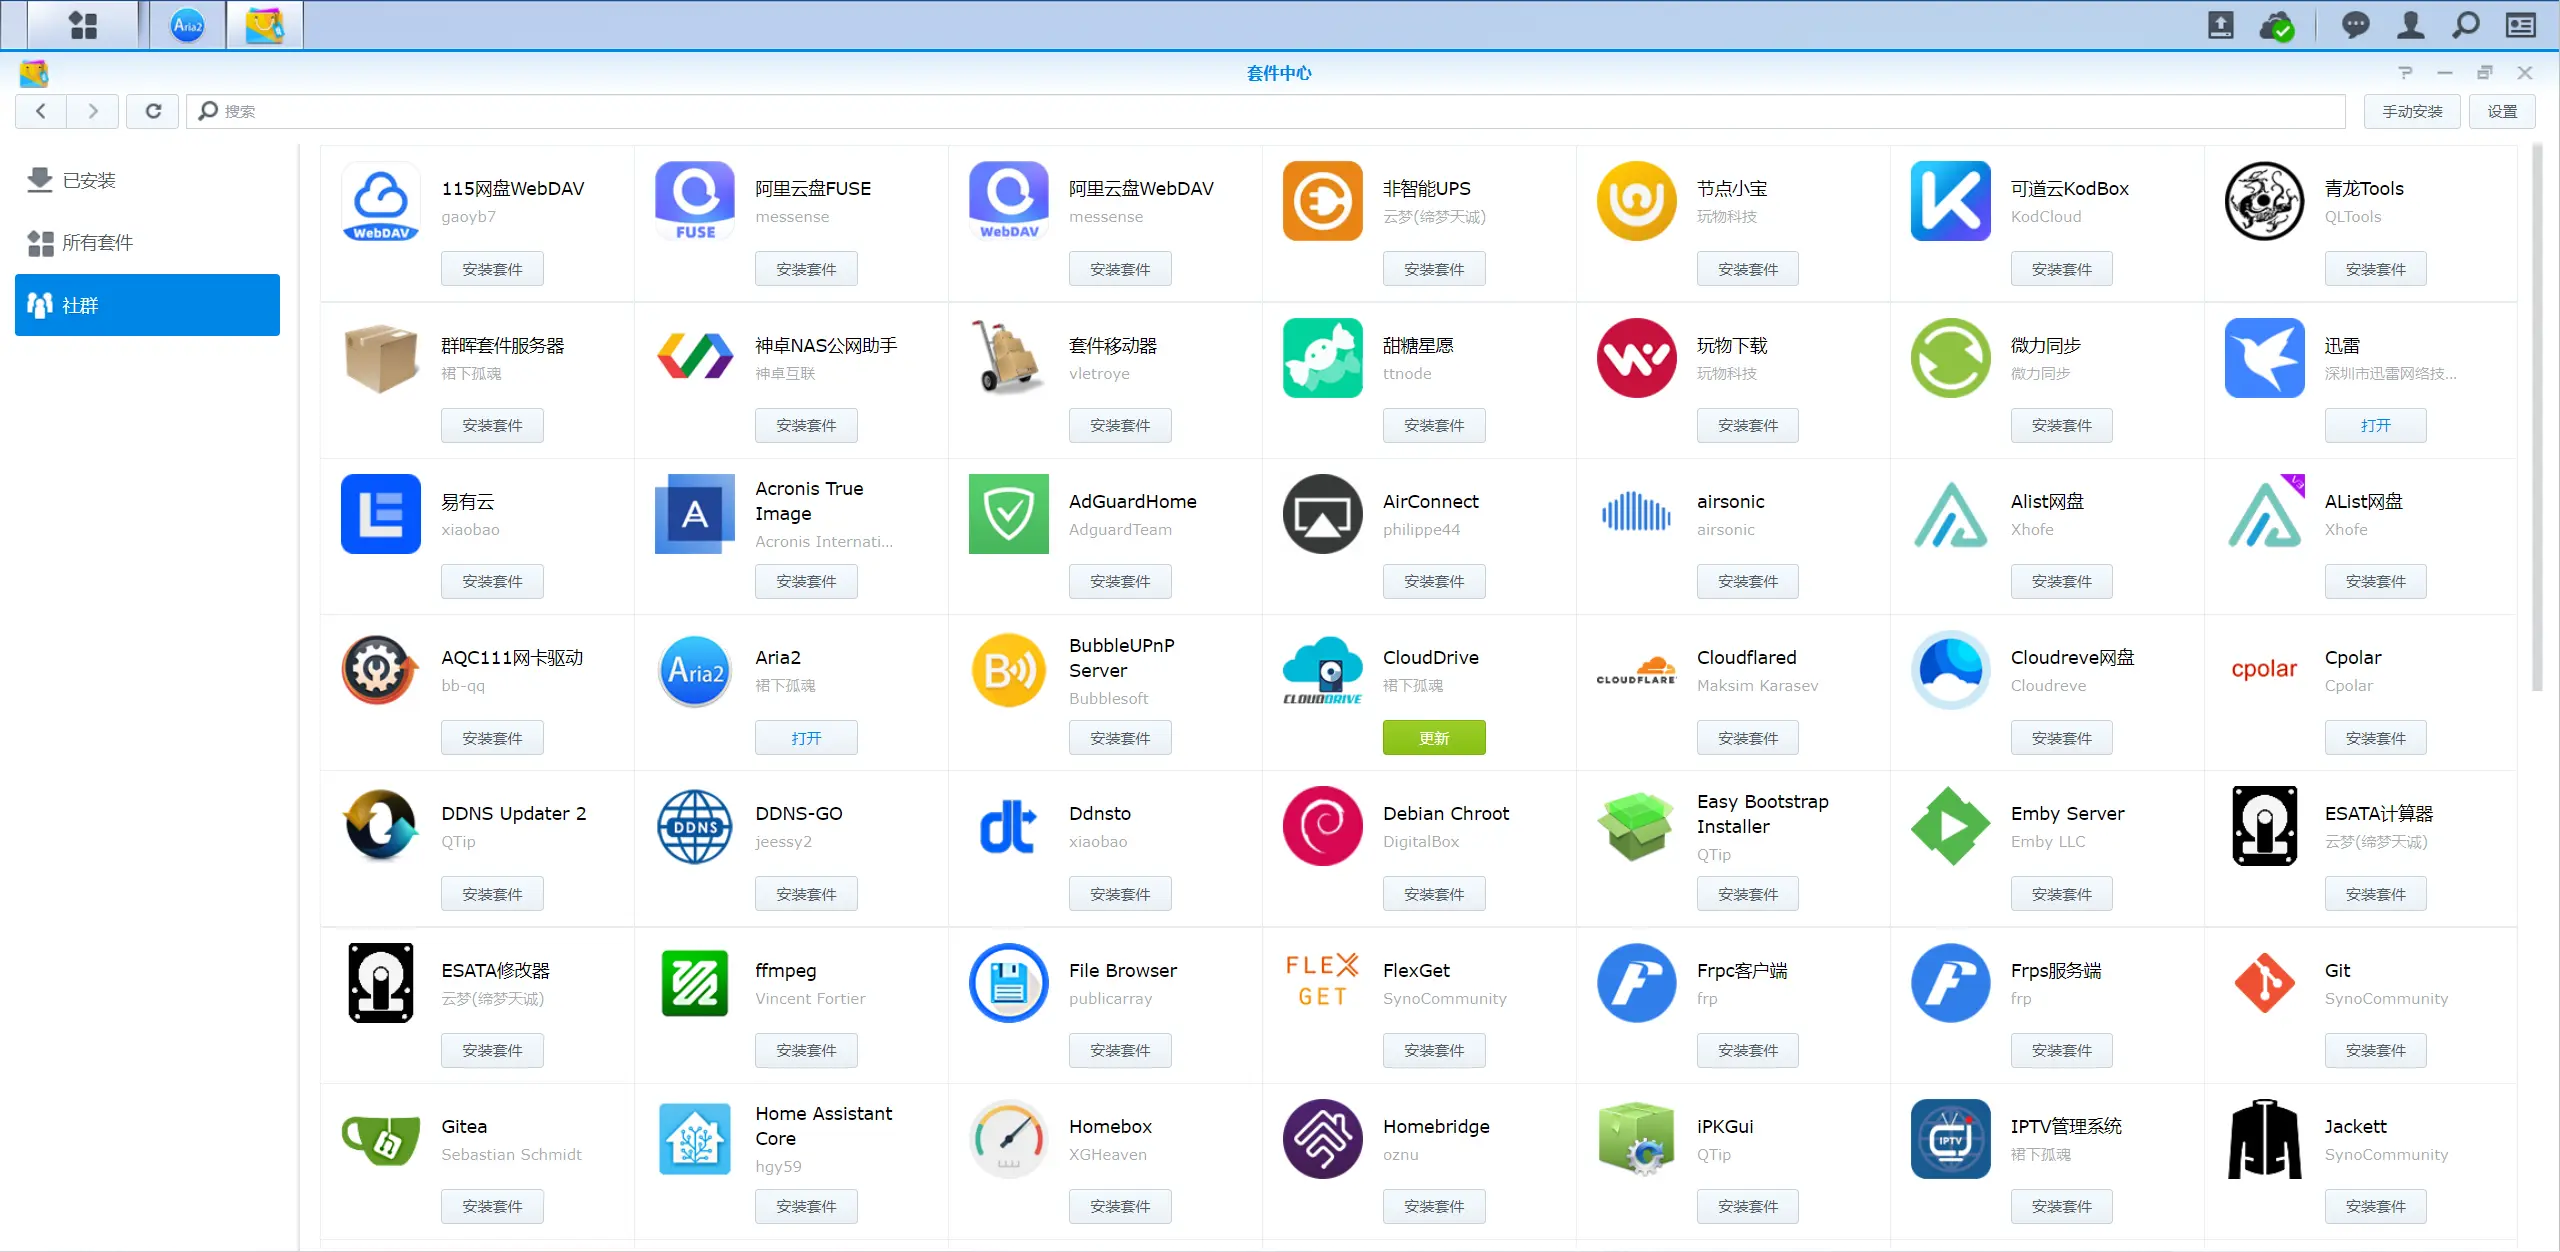 Aria2
套件中心
搜索
手动安装
设置
已安装
所有套件
社群
WebDAV
115网盘WebDAV
gaoyb7
安装套件
FUSE
阿里云盘FUSE
messense
安装套件
WebDAV
阿里云盘WebDAV
messense
安装套件
非智能UPS
云梦(缔梦天诚)
安装套件
节点小宝
玩物科技
安装套件
可道云KodBox
KodCloud
安装套件
青龙Tools
QLTools
安装套件
群晖套件服务器
裙下孤魂
安装套件
神卓NAS公网助手
神卓互联
安装套件
套件移动器
vletroye
安装套件
甜糖星愿
ttnode
安装套件
玩物下载
玩物科技
安装套件
微力同步
微力同步
安装套件
迅雷
深圳市迅雷网络技...
打开
易有云
xiaobao
安装套件
A
Acronis True
Image
Acronis Internati...
安装套件
AdGuardHome
AdguardTeam
安装套件
AirConnect
philippe44
安装套件
airsonic
airsonic
安装套件
Alist网盘
Xhofe
安装套件
V3
AList网盘
Xhofe
安装套件
AQC111网卡驱动
bb-qq
安装套件
Aria2
Aria2
裙下孤魂
打开
BubbleUPnP
Server
Bubblesoft
安装套件
CLOUDDRIVE
CloudDrive
裙下孤魂
更新
CLOUDFLARE
Cloudflared
Maksim Karasev
安装套件
Cloudreve网盘
Cloudreve
安装套件
cpolar
Cpolar
Cpolar
安装套件
DDNS Updater 2
QTip
安装套件
DDNS
DDNS-GO
jeessy2
安装套件
Ddnsto
xiaobao
安装套件
Debian Chroot
DigitalBox
安装套件
Easy Bootstrap
Installer
QTip
安装套件
Emby Server
Emby LLC
安装套件
ESATA计算器
云梦(缔梦天诚)
安装套件
ESATA修改器
云梦(缔梦天诚)
安装套件
ffmpeg
Vincent Fortier
安装套件
File Browser
publicarray
安装套件
FLEX
GET
FlexGet
SynoCommunity
安装套件
Frpc客户端
frp
安装套件
Frps服务端
frp
安装套件
Git
SynoCommunity
安装套件
Gitea
Sebastian Schmidt
安装套件
Home Assistant
Core
hgy59
安装套件
Homebox
XGHeaven
安装套件
Homebridge
oznu
安装套件
iPKGui
QTip
安装套件
IPTV
IPTV管理系统
裙下孤魂
安装套件
Jackett
SynoCommunity
安装套件